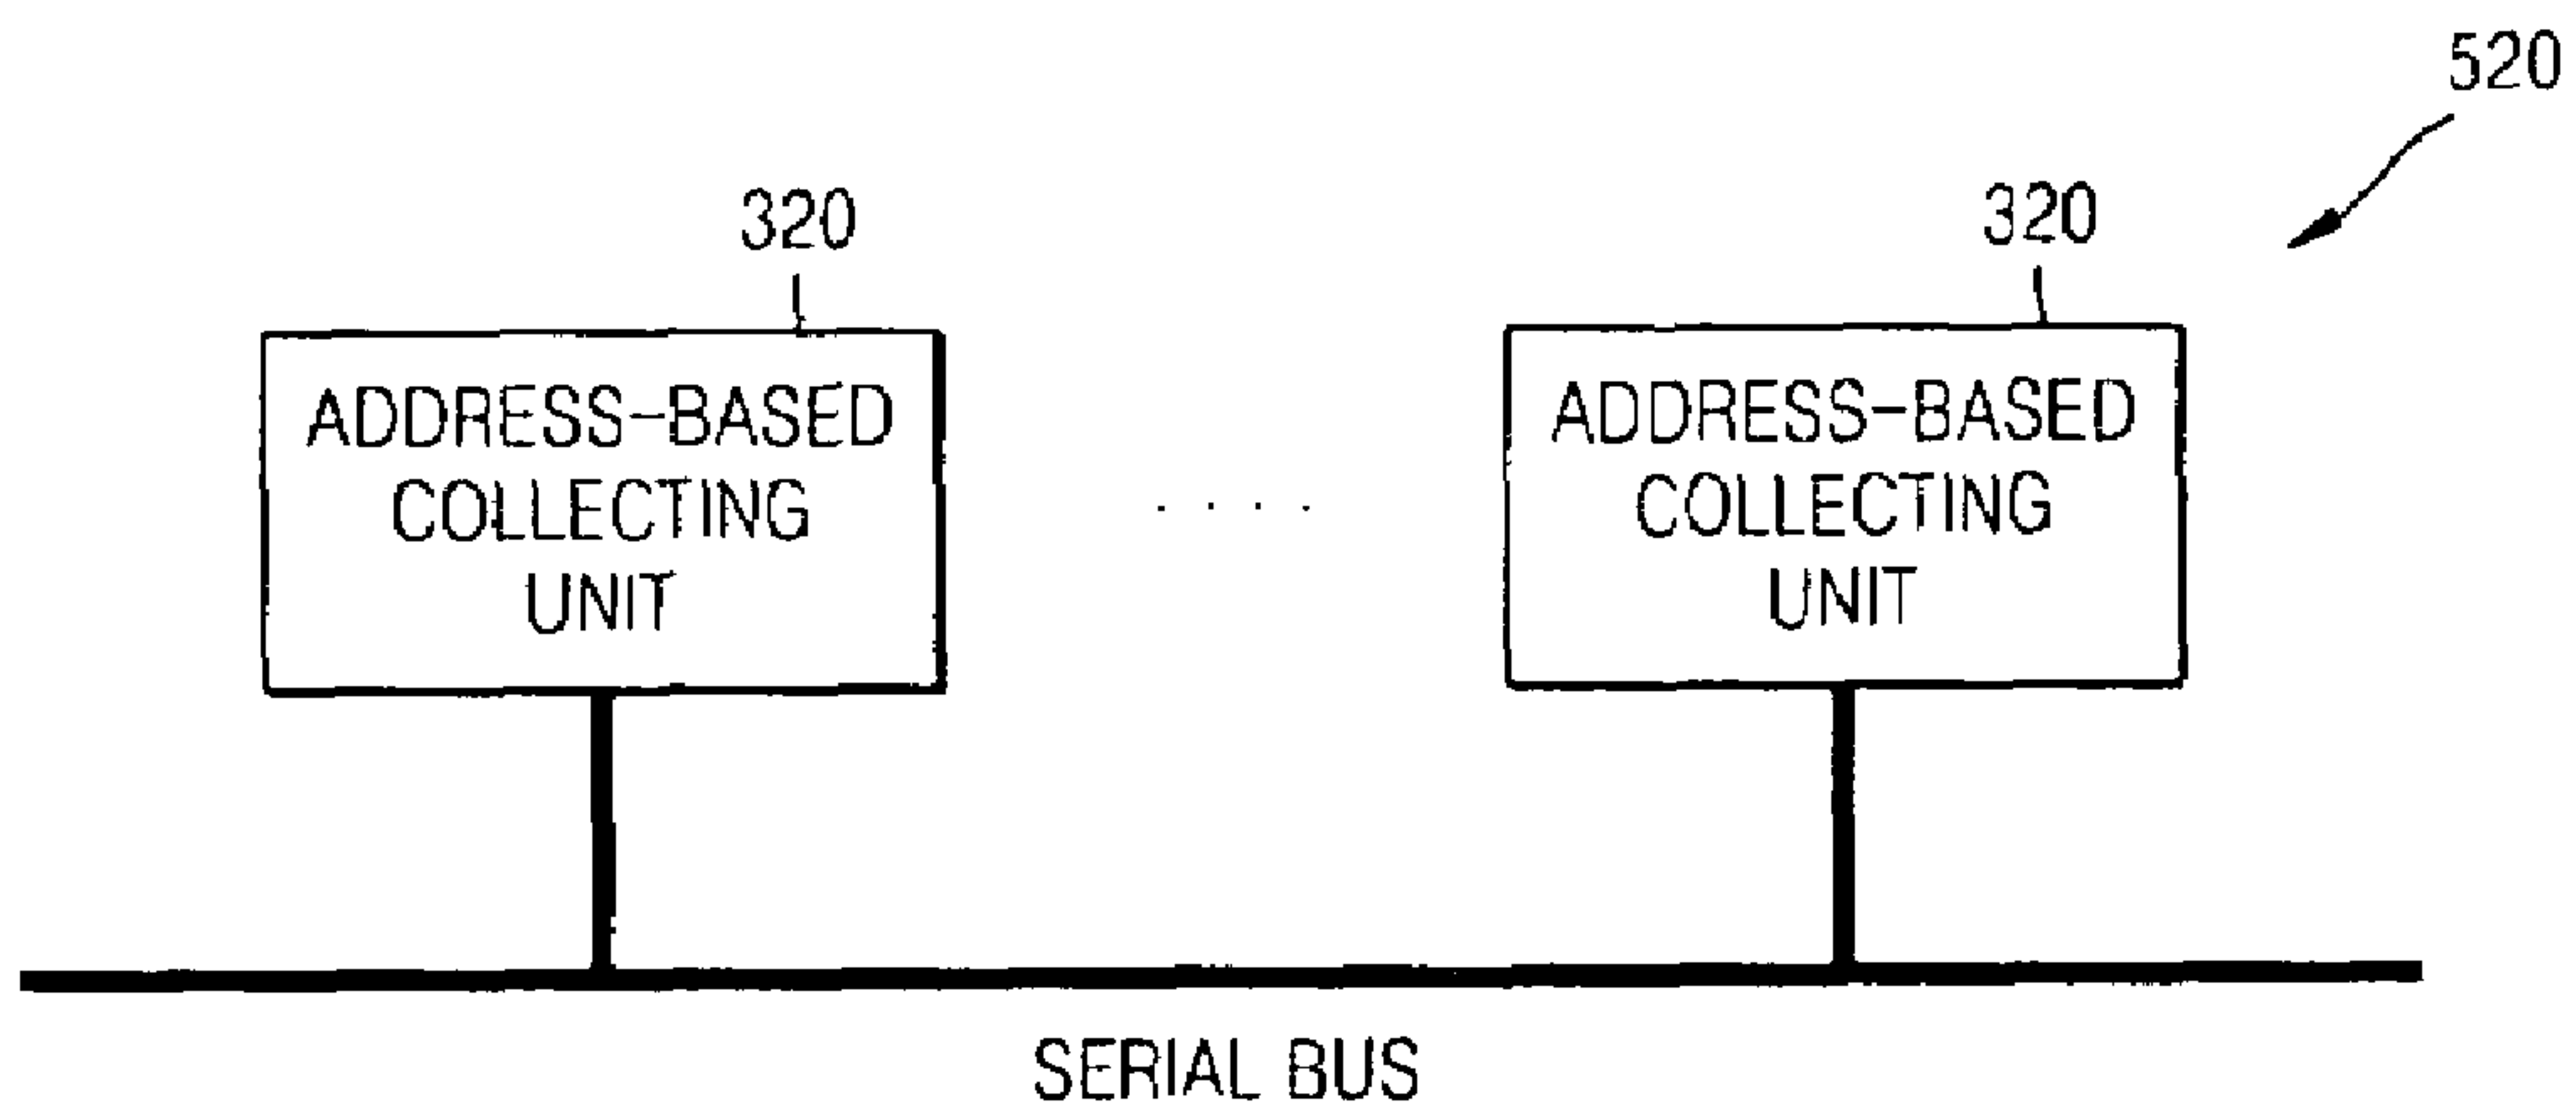 520
320
320
ADDRESS-BASED
COLLECTING
UNIT
ADDRESS-BASED
COLLECTING
UNIT
SERIAL BUS